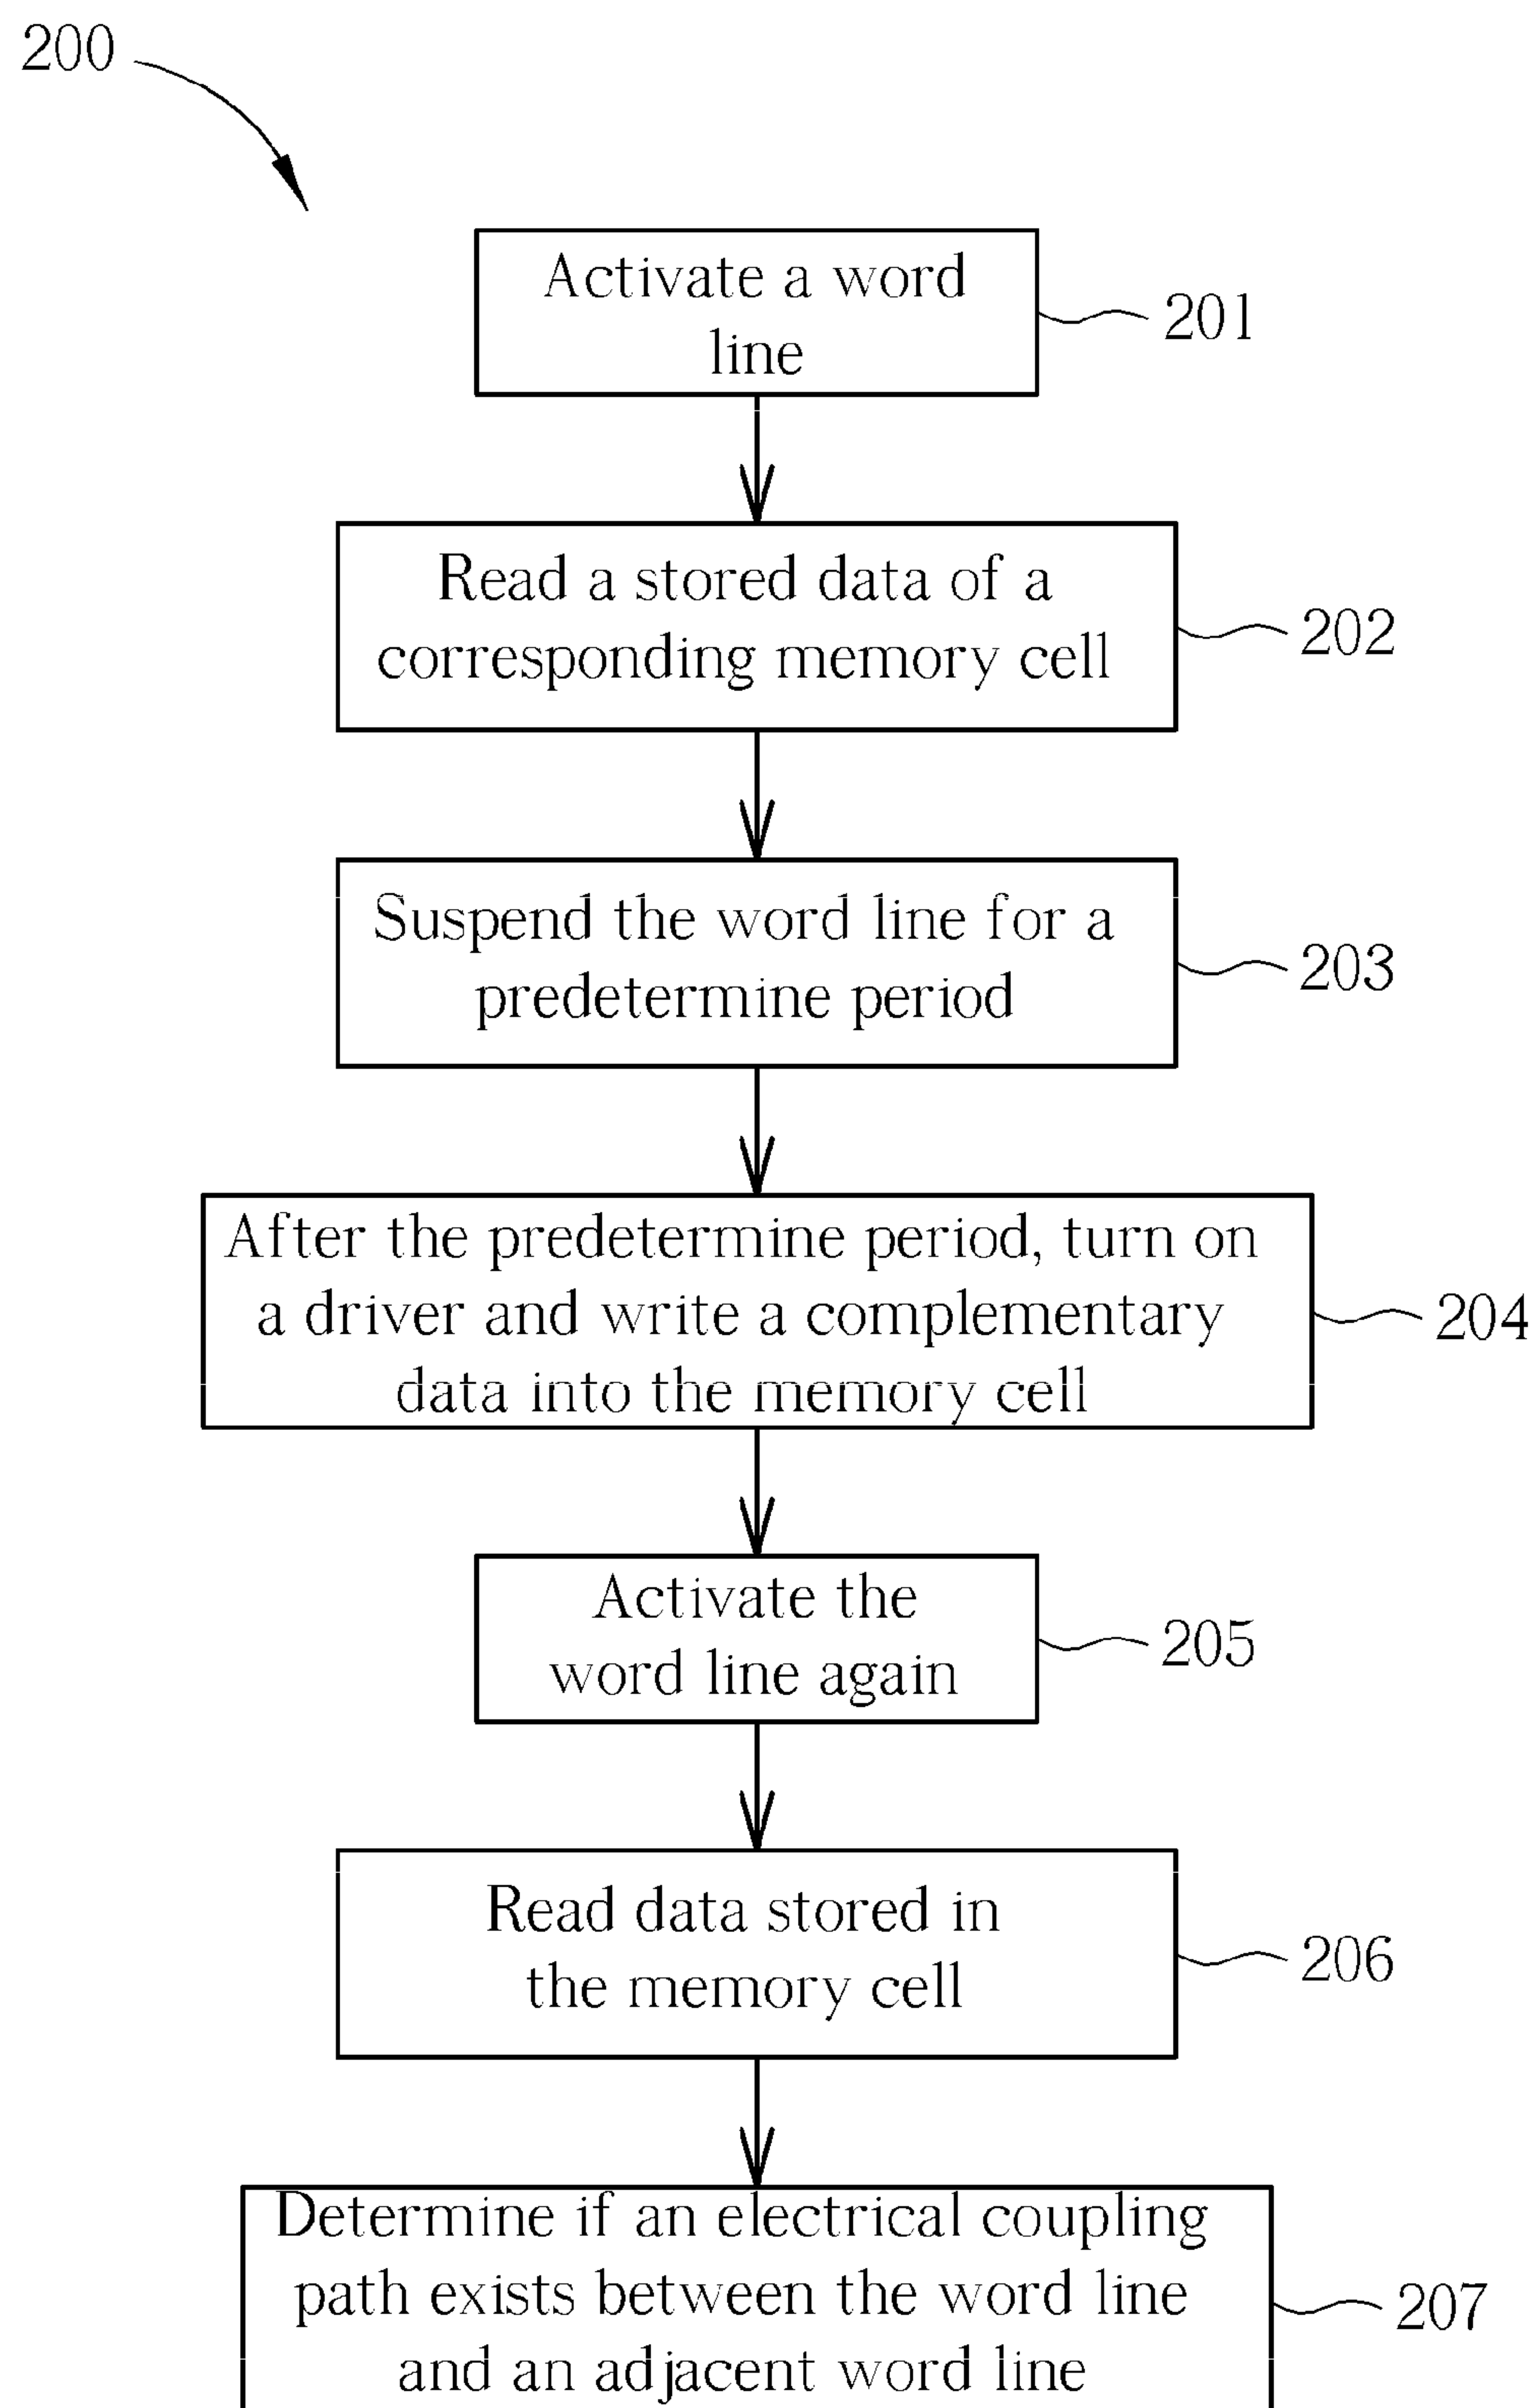 200
Activate a word
line
201
Read a stored data of a
corresponding memory cell
202
Suspend the word line for a
predetermine period
203
After the predetermine period, turn on
a driver and write a complementary
data into the memory cell
204
Activate the
word line again
205
Read data stored in
the memory cell
206
Determine if an electrical coupling
path exists between the word line
and an adjacent word line
207